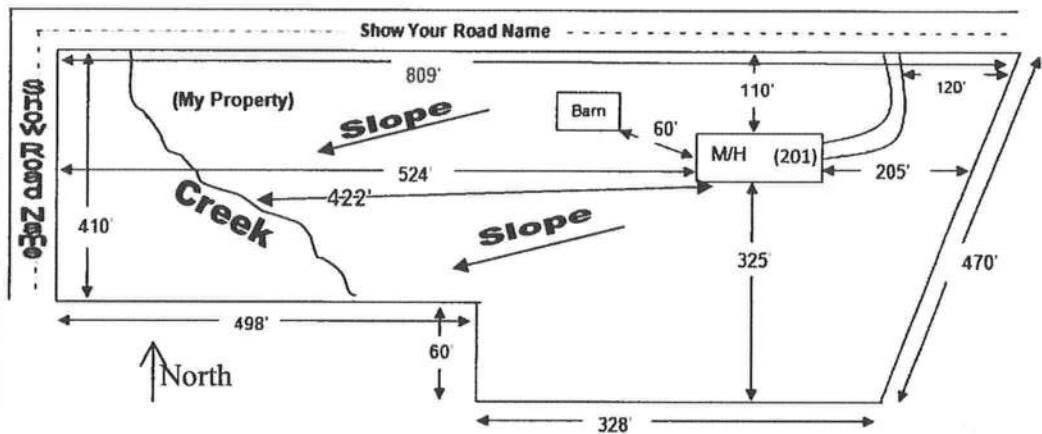 Show Your Road Name
809'
110'
120'
(My Property)
Slope
Barn
60'
M/H (201)
Show Road Name
524'
205'
422'
Creek
410'
Slope
325'
470'
498'
60'
North
328'